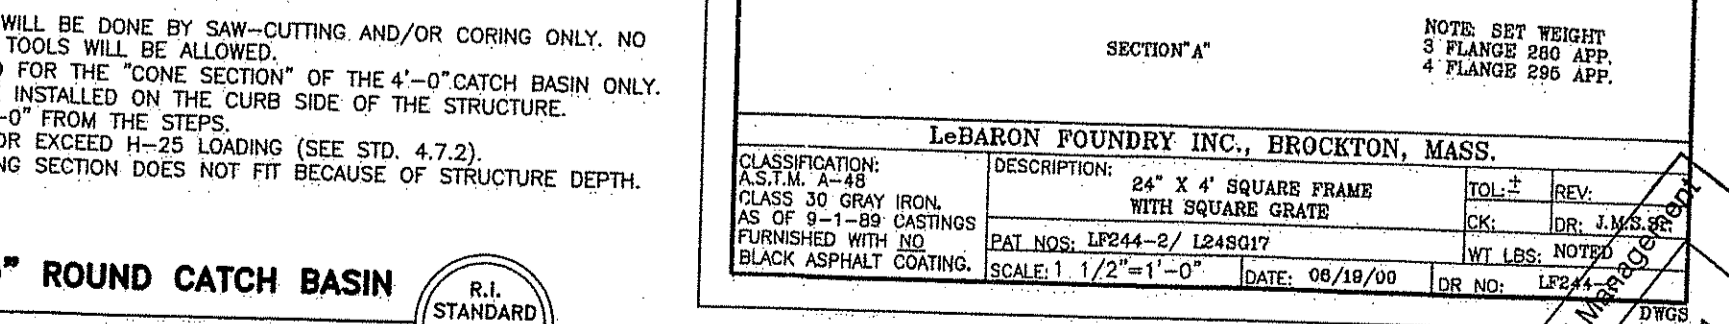 WILL BE DONE BY SAW-CUTTING AND/OR CORING ONLY. NO
TOOLS WILL BE ALLOWED.
FOR THE "CONE SECTION" OF THE 4'-0" CATCH BASIN ONLY.
INSTALLED ON THE CURB SIDE OF THE STRUCTURE.
-0" FROM THE STEPS.
OR EXCEED H-25 LOADING (SEE STD. 4.7.2).
NG SECTION DOES NOT FIT BECAUSE OF STRUCTURE DEPTH.
" ROUND CATCH BASIN
R.I.
STANDARD
SECTION "A"
NOTE: SET WEIGHT
3 FLANGE 280 APP.
4 FLANGE 295 APP.
LeBARON FOUNDRY INC., BROCKTON, MASS.
CLASSIFICATION:
A.S.T.M. A-48
CLASS 30 GRAY IRON.
AS OF 9-1-89 CASTINGS
FURNISHED WITH NO
BLACK ASPHALT COATING.
DESCRIPTION:
24" X 4' SQUARE FRAME
WITH SQUARE GRATE
PAT NOS: LF244-2/ L24SG17
SCALE: 1 1/2"=1'-0"
DATE: 06/19/00
TOL: ±
REV:
CK:
DR: J.M.S.SR.
WT LBS: NOTED
DR NO: LF244-
DWGS
Management